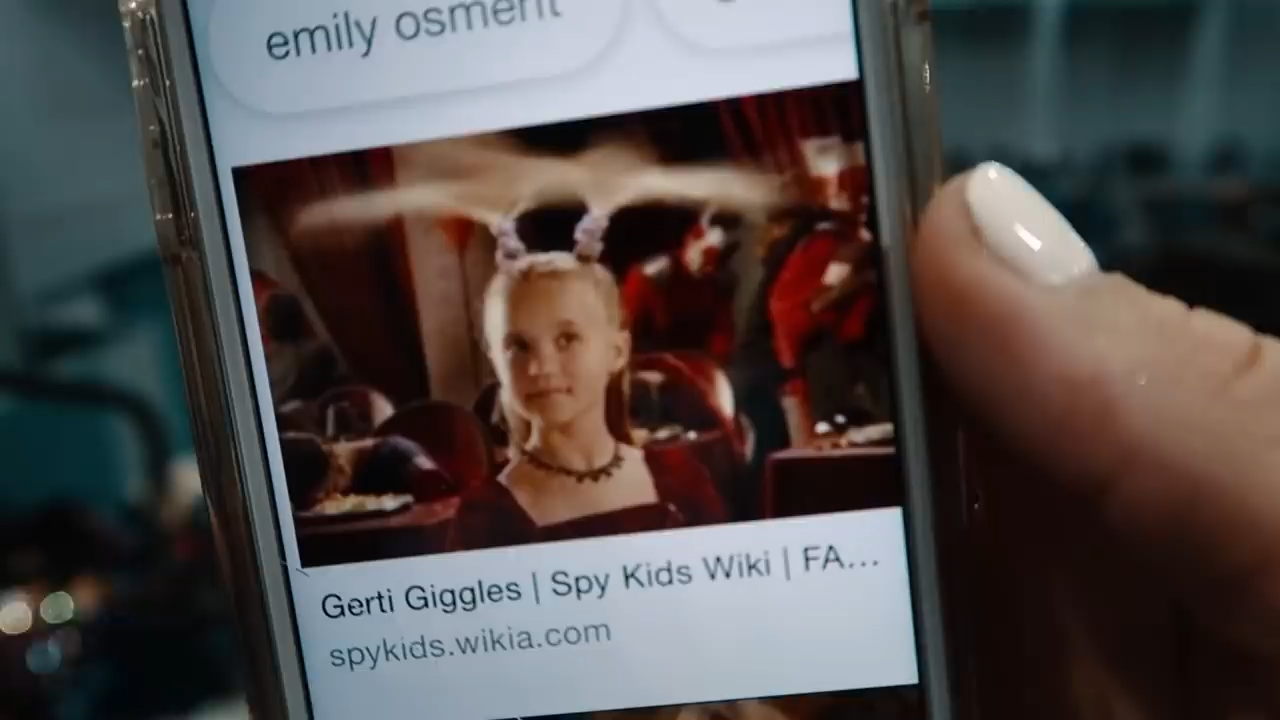 emily osment
Gerti Giggles | Spy Kids Wiki | FA...
spykids.wikia.com